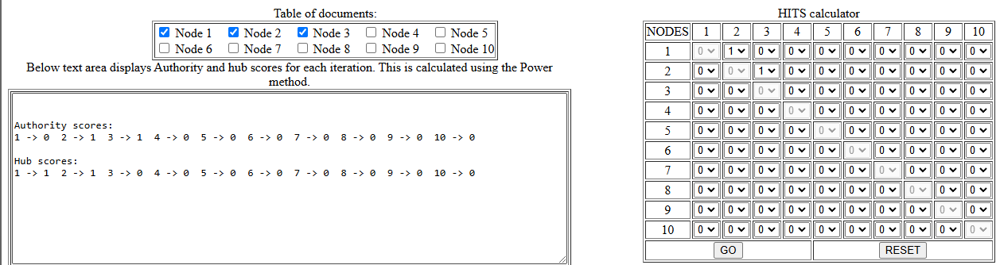 Table of documents:
Node 1 Node 2 Node 3 Node 4 Node 5
Node 6 Node 7 Node 8 Node 9 Node 10
Below text area displays Authority and hub scores for each iteration. This is calculated using the Power
method.
Authority scores:
1 -> 0 2 -> 1 3 -> 1 4 -> 0 5 -> 0 6 -> 0 7 -> 0 8 -> 0 9 -> 0 10 -> 0
Hub scores:
1 -> 1 2 -> 1 3 -> 0 4 -> 0 5 -> 0 6 -> 0 7 -> 0 8 -> 0 9 -> 0 10 -> 0
HITS calculator
NODES 1 2 3 4 5 6 7 8 9 10
1 0 1 0 0 0 0 0 0 0 0
2 0 0 1 0 0 0 0 0 0 0
3 0 0 0 0 0 0 0 0 0 0
4 0 0 0 0 0 0 0 0 0 0
5 0 0 0 0 0 0 0 0 0 0
6 0 0 0 0 0 0 0 0 0 0
7 0 0 0 0 0 0 0 0 0 0
8 0 0 0 0 0 0 0 0 0 0
9 0 0 0 0 0 0 0 0 0 0
10 0 0 0 0 0 0 0 0 0 0
GO RESET